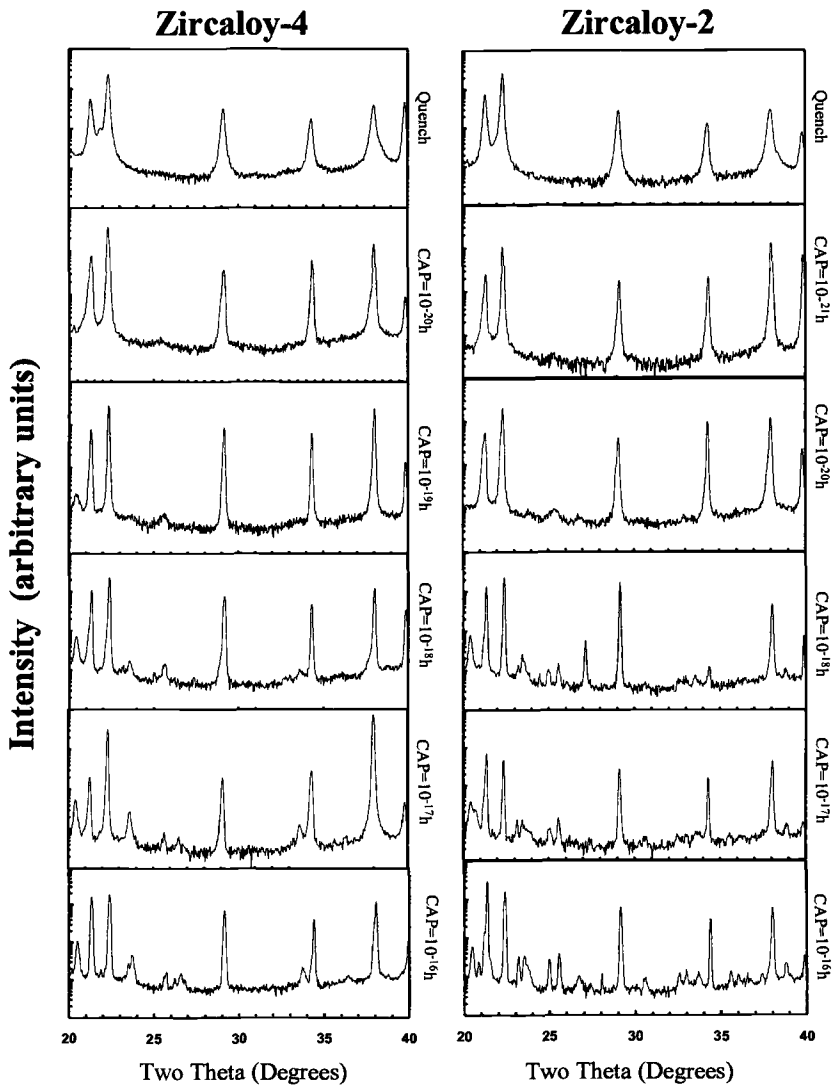 Zircaloy-4
Zircaloy-2
Intensity (arbitrary units)
Quench
CAP=10-20h
CAP=10-19h
CAP=10-18h
CAP=10-17h
CAP=10-16h
Quench
CAP=10-21h
CAP=10-20h
CAP=10-18h
CAP=10-17h
CAP=10-16h
20 25 30 35 40
20 25 30 35 40
Two Theta (Degrees)
Two Theta (Degrees)